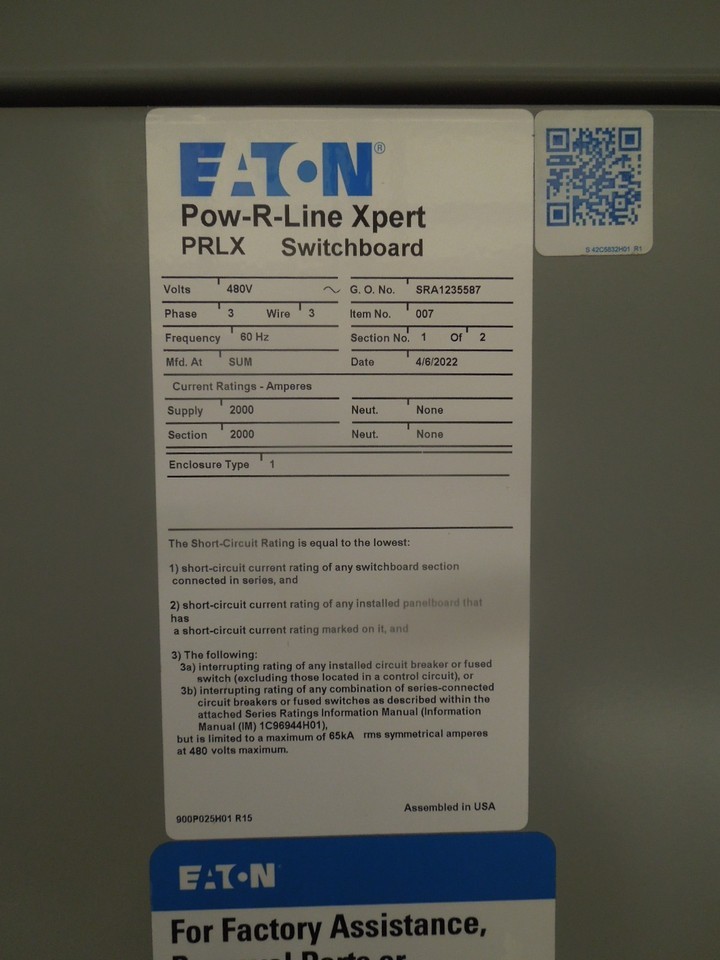 EATON®
Pow-R-Line Xpert
PRLX Switchboard
S 42C5832H01 R1
Volts 480V ~ G. O. No. SRA1235587
Phase 3 Wire 3 Item No. 007
Frequency 60 Hz Section No. 1 Of 2
Mfd. At SUM Date 4/6/2022
Current Ratings - Amperes
Supply 2000 Neut. None
Section 2000 Neut. None
Enclosure Type 1
The Short-Circuit Rating is equal to the lowest:
1) short-circuit current rating of any switchboard section
connected in series, and
2) short-circuit current rating of any installed panelboard that
has
a short-circuit current rating marked on it, and
3) The following:
3a) interrupting rating of any installed circuit breaker or fused
switch (excluding those located in a control circuit), or
3b) interrupting rating of any combination of series-connected
circuit breakers or fused switches as described within the
attached Series Ratings Information Manual (Information
Manual (IM) 1C96944H01),
but is limited to a maximum of 65kA rms symmetrical amperes
at 480 volts maximum.
Assembled in USA
900P025H01 R15
EATON
For Factory Assistance,
Renewal Parts or